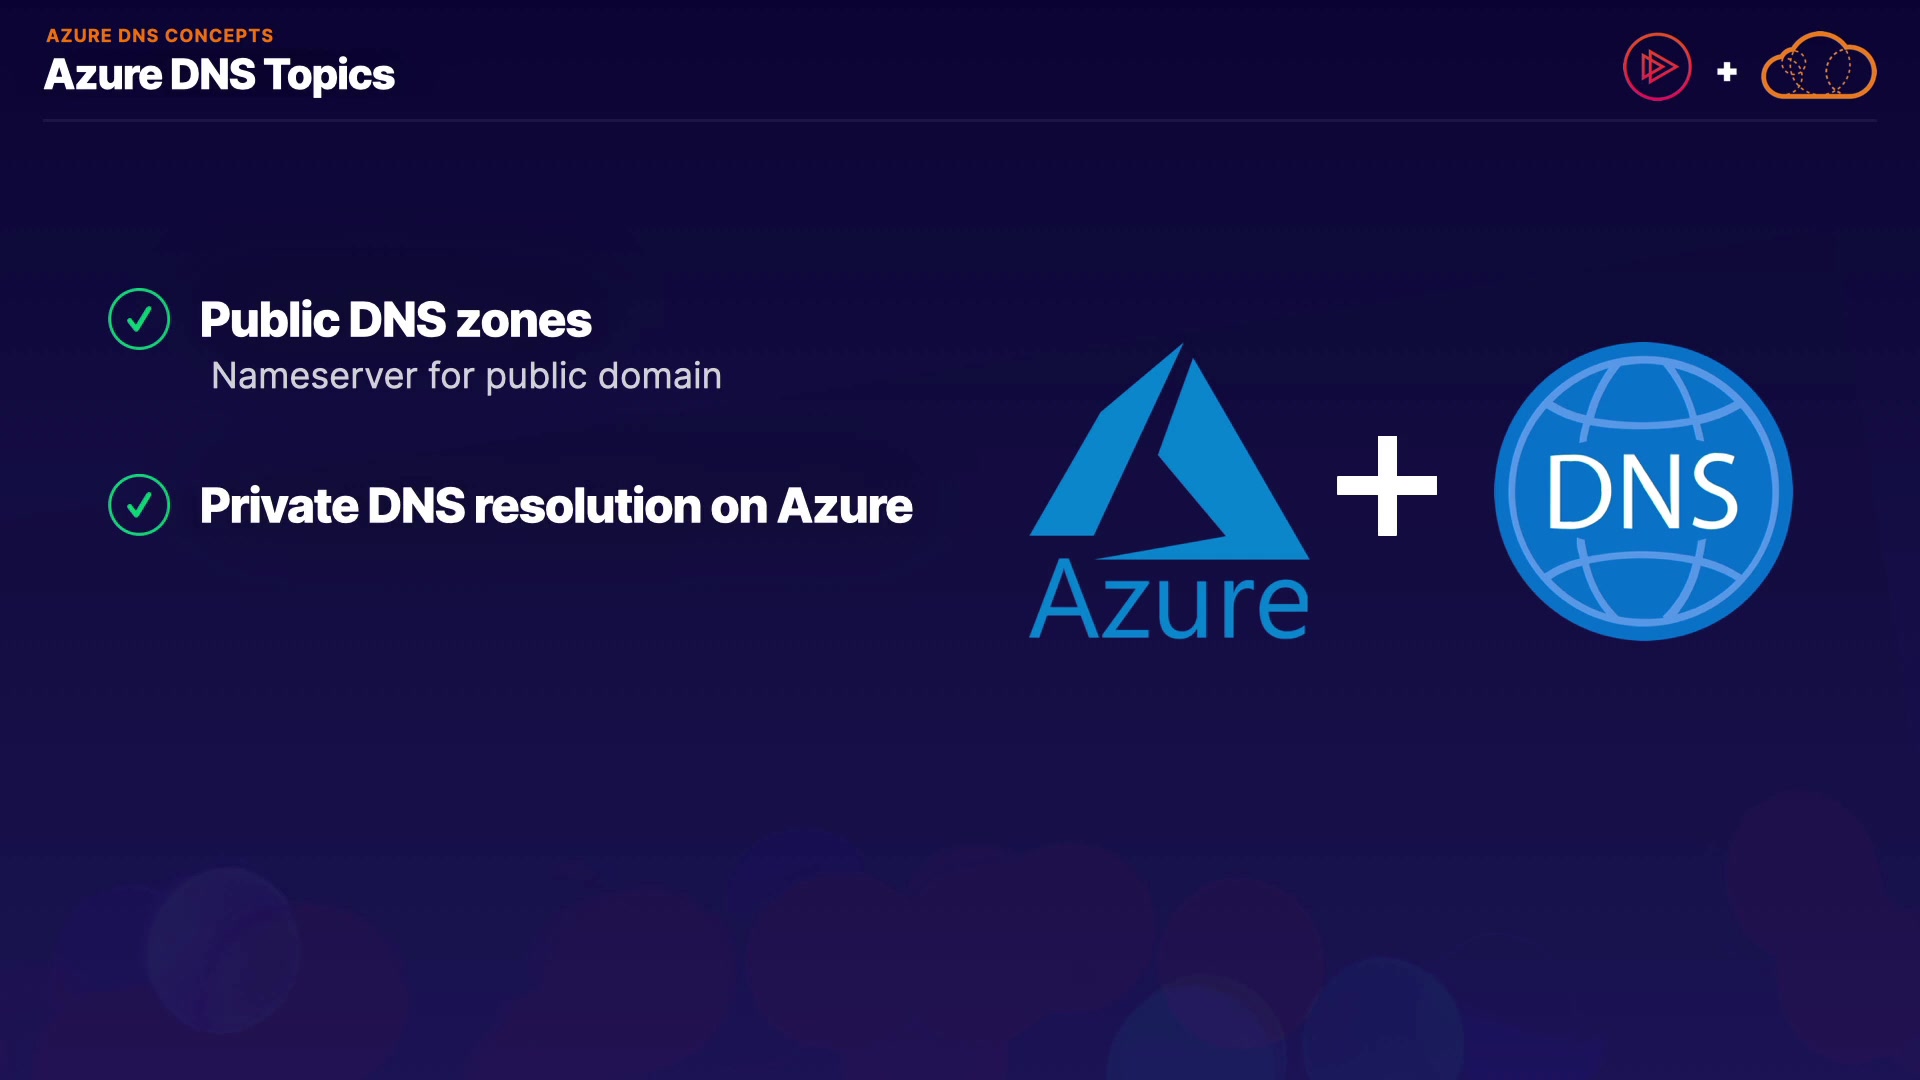 AZURE DNS CONCEPTS
Azure DNS Topics
Public DNS zones
Nameserver for public domain
Private DNS resolution on Azure
Azure
DNS